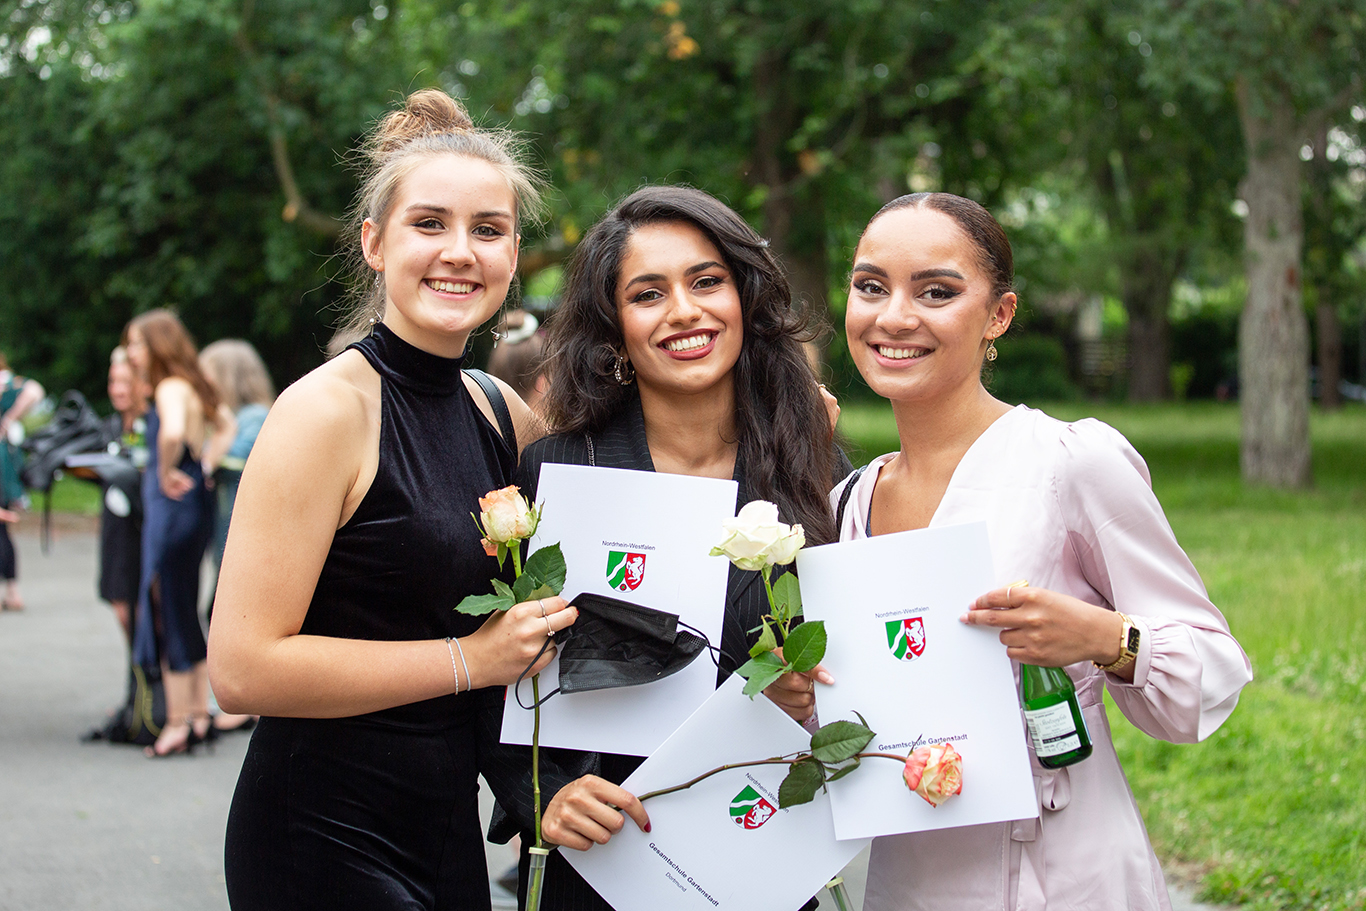 Nordrhein-Westfalen
Nordrhein-Westfalen
Gesamtschule Gartenstadt
Nordrhein-Westfalen
Gesamtschule Gartenstadt
Dortmund